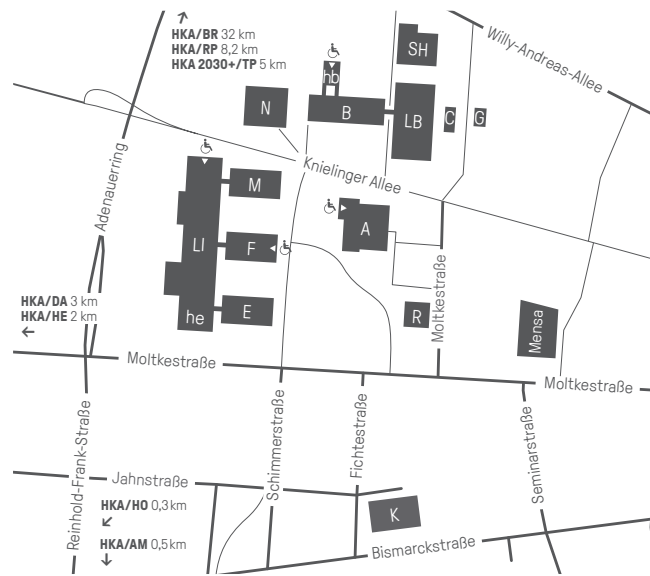 HKA/BR 32 km
HKA/RP 8,2 km
HKA 2030+/TP 5 km
SH
Willy-Andreas-Allee
hb
N
B
LB
C
G
Knielinger Allee
Adenauerring
M
A
LI
F
HKA/DA 3 km
HKA/HE 2 km
he
E
R
Moltkestraße
Mensa
Moltkestraße
Moltkestraße
Reinhold-Frank-Straße
Schimmerstraße
Fichtestraße
Seminarstraße
Jahnstraße
HKA/HO 0,3 km
K
HKA/AM 0,5 km
Bismarckstraße